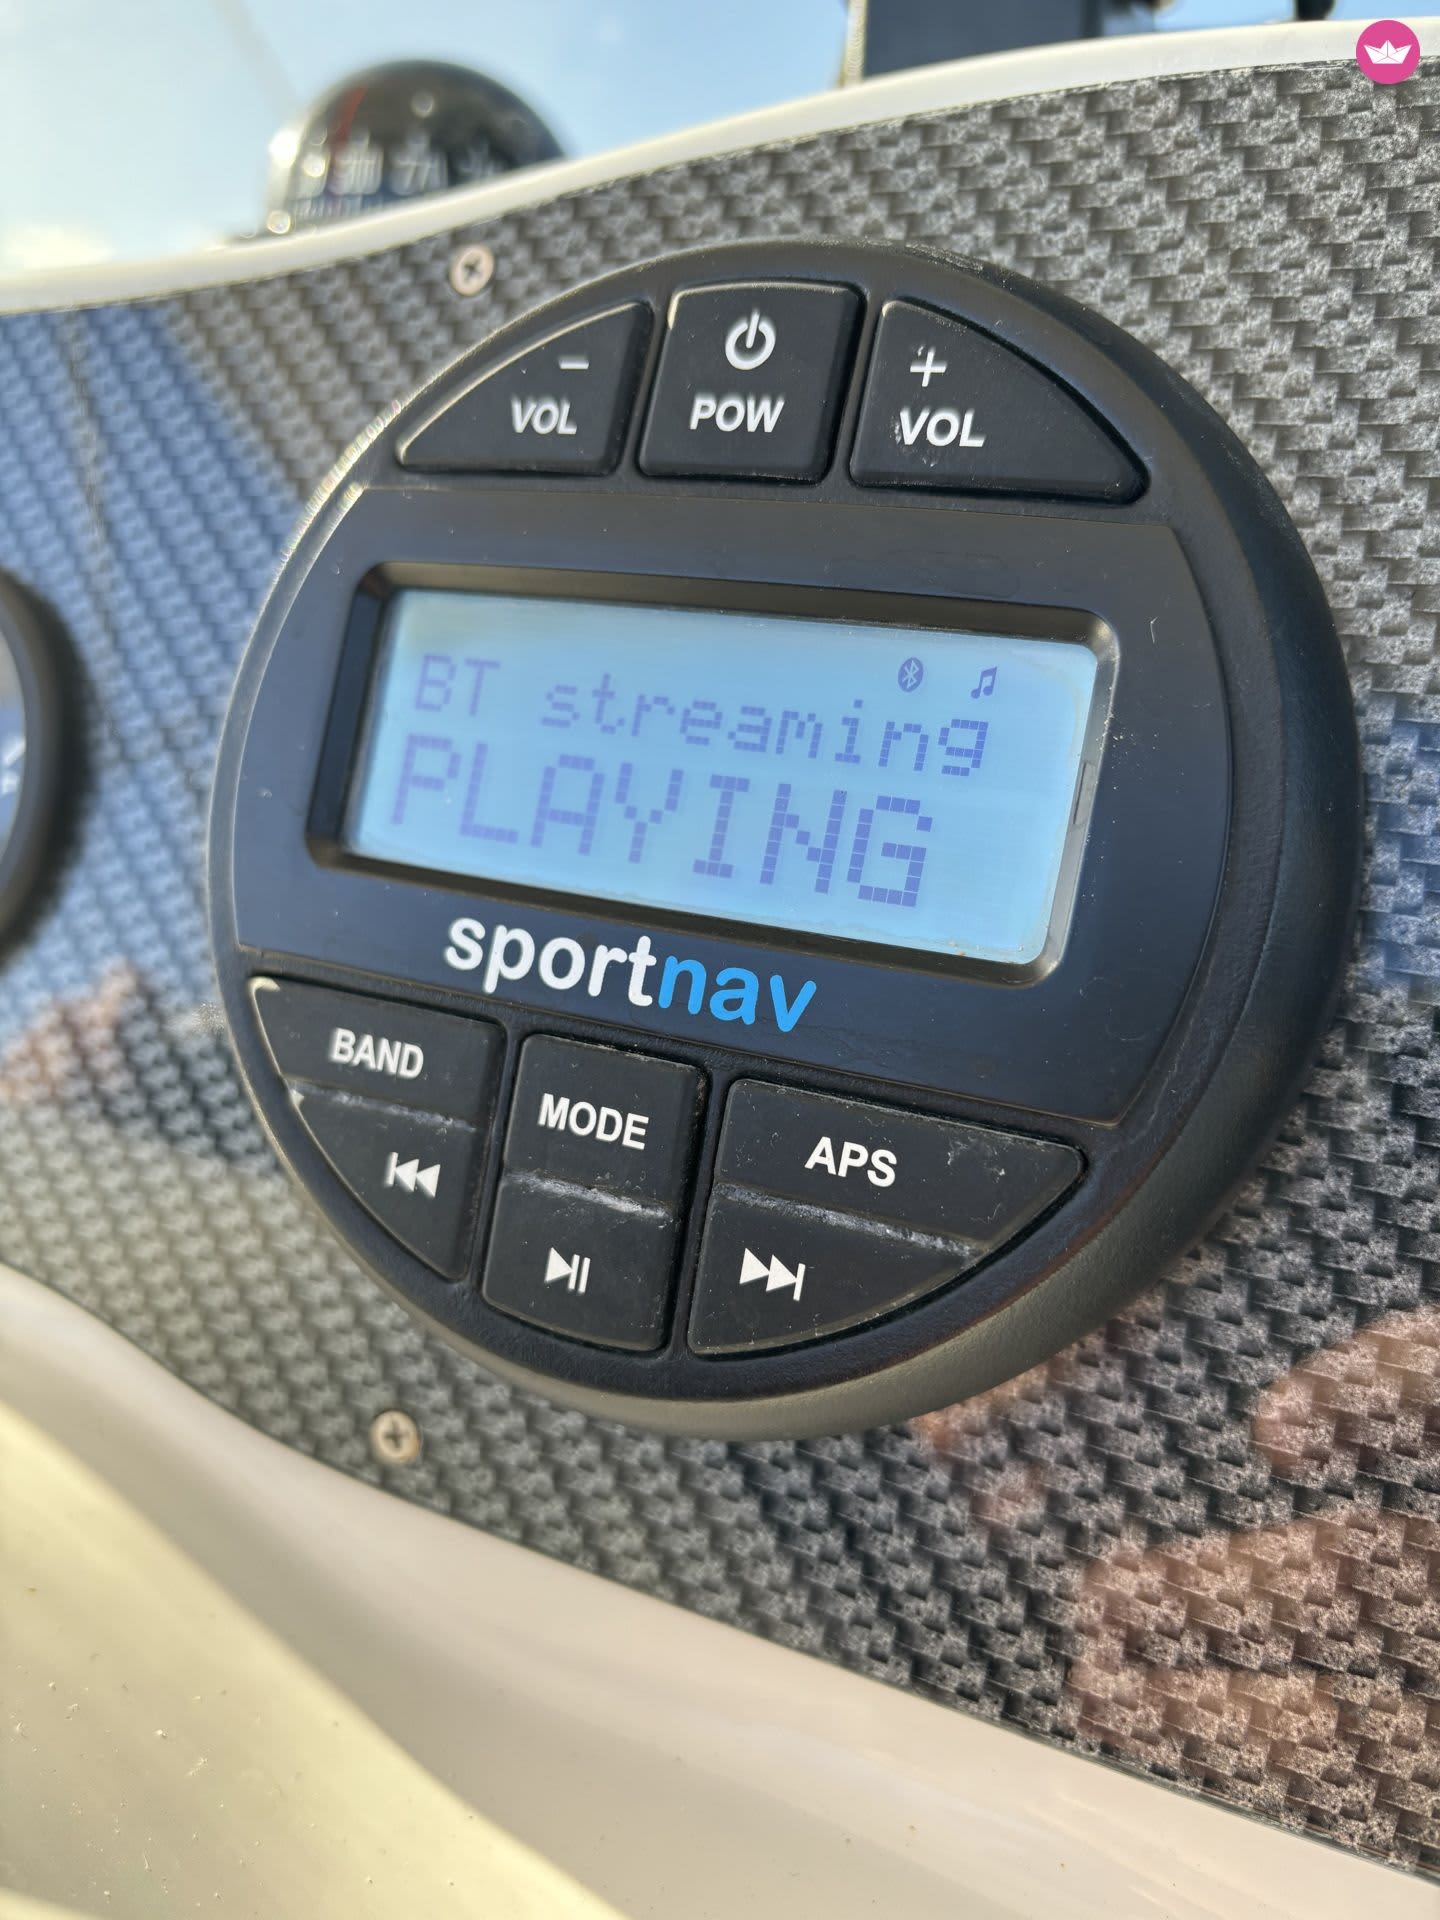 - VOL
POW
+ VOL
BT streaming
PLAYING
sportnav
BAND
MODE
APS